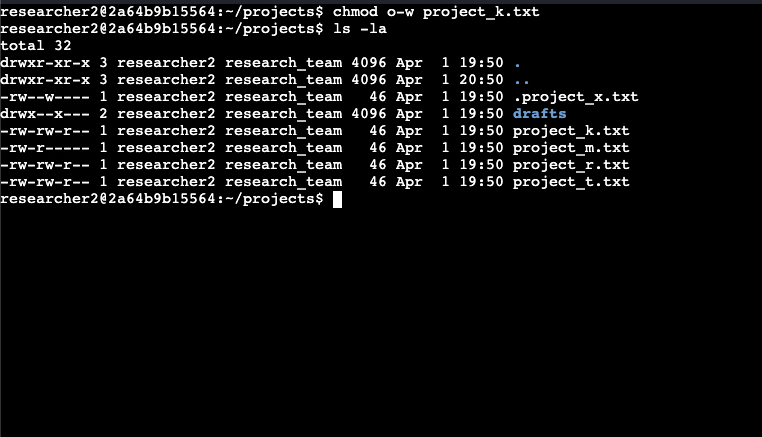 researcher2@2a64b9b15564:~/projects$ chmod o-w project_k.txt
researcher2@2a64b9b15564:~/projects$ ls -la
total 32
drwxr-xr-x 3 researcher2 research_team 4096 Apr  1 19:50 .
drwxr-xr-x 3 researcher2 research_team 4096 Apr  1 20:50 ..
-rw--w---- 1 researcher2 research_team   46 Apr  1 19:50 .project_x.txt
drwx--x--- 2 researcher2 research_team 4096 Apr  1 19:50 drafts
-rw-rw-r-- 1 researcher2 research_team   46 Apr  1 19:50 project_k.txt
-rw-r----- 1 researcher2 research_team   46 Apr  1 19:50 project_m.txt
-rw-rw-r-- 1 researcher2 research_team   46 Apr  1 19:50 project_r.txt
-rw-rw-r-- 1 researcher2 research_team   46 Apr  1 19:50 project_t.txt
researcher2@2a64b9b15564:~/projects$